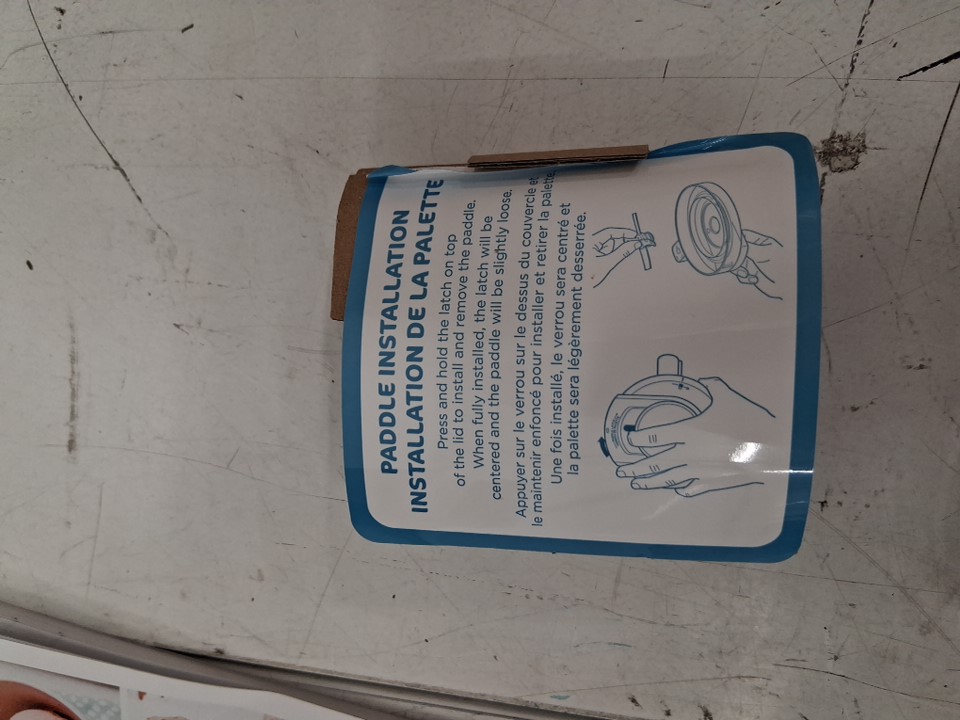 PADDLE INSTALLATION
INSTALLATION DE LA PALETTE
Press and hold the latch on top
of the lid to install and remove the paddle.
When fully installed, the latch will be
centered and the paddle will be slightly loose.
Appuyer sur le verrou sur le dessus du couvercle et
le maintenir enfoncé pour installer et retirer la palette.
Une fois installé, le verrou sera centré et
la palette sera légèrement desserrée.